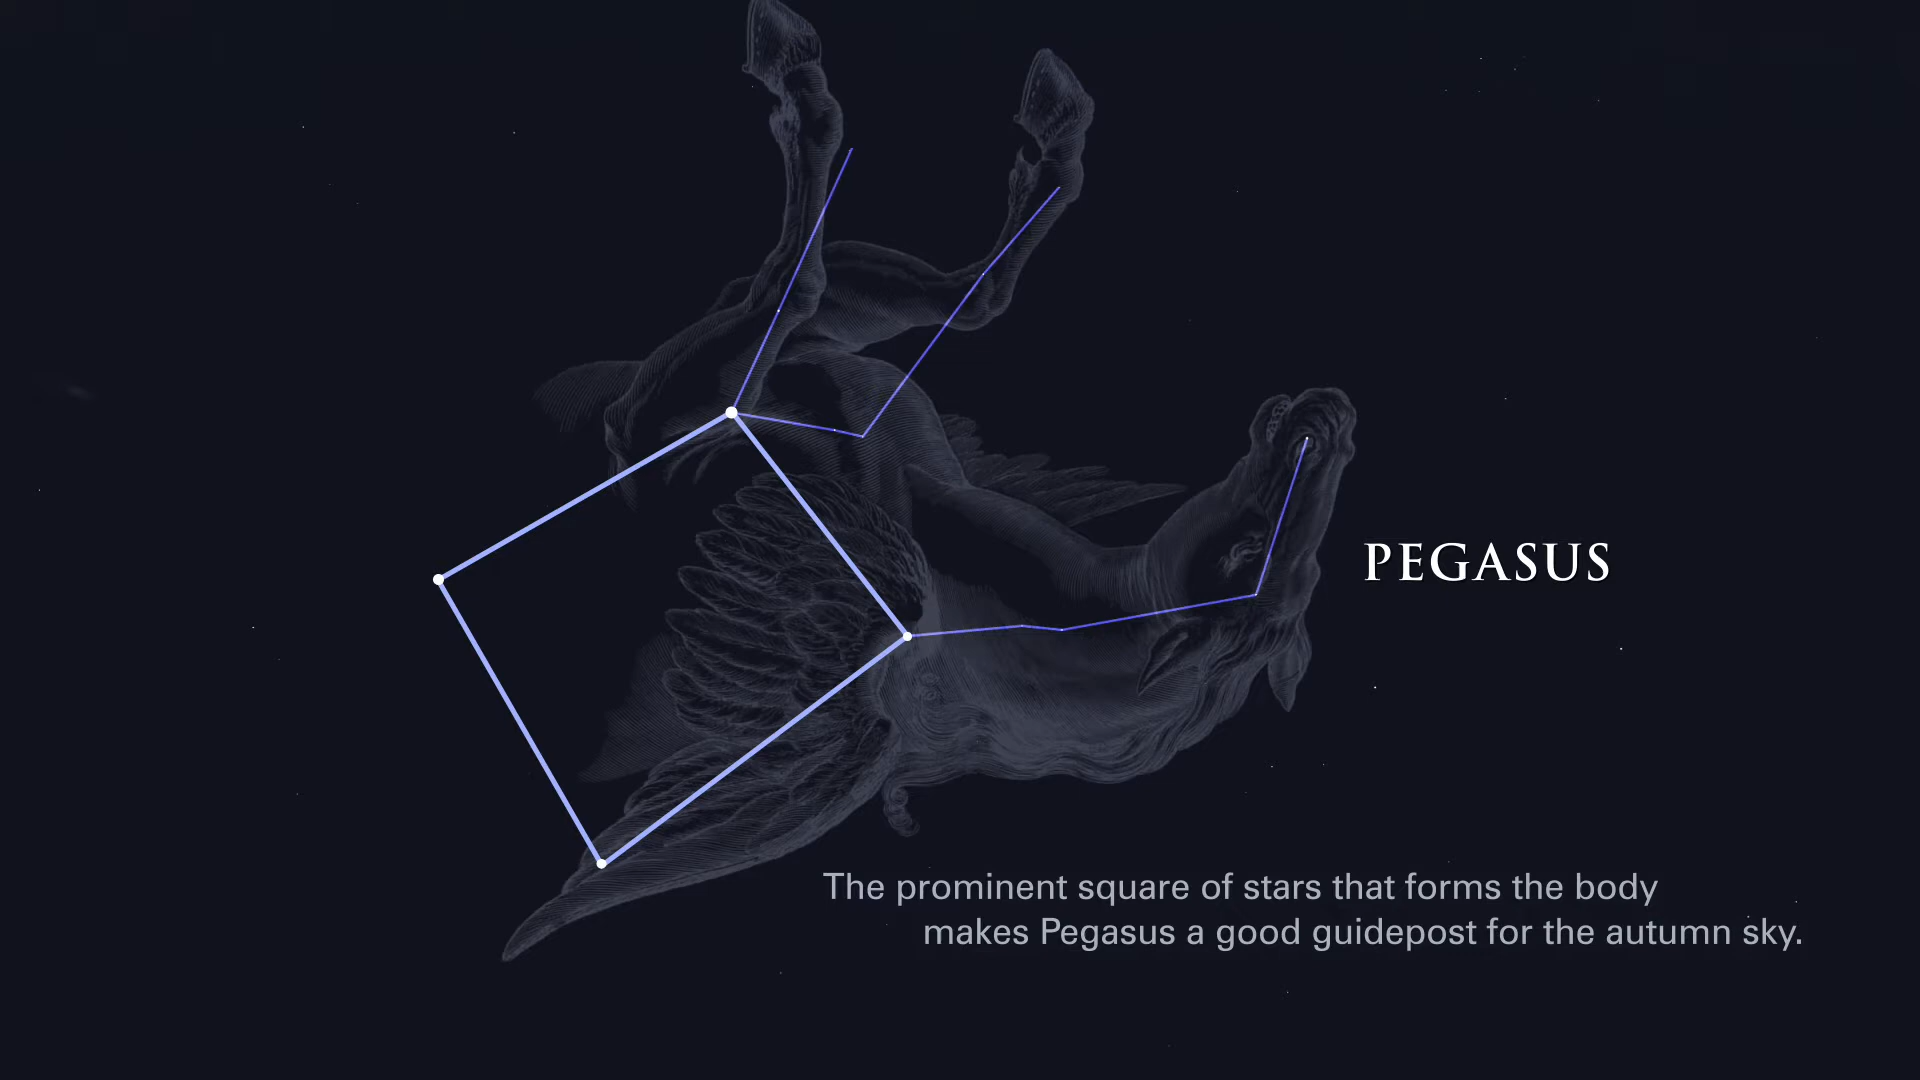 PEGASUS
The prominent square of stars that forms the body
makes Pegasus a good guidepost for the autumn sky.